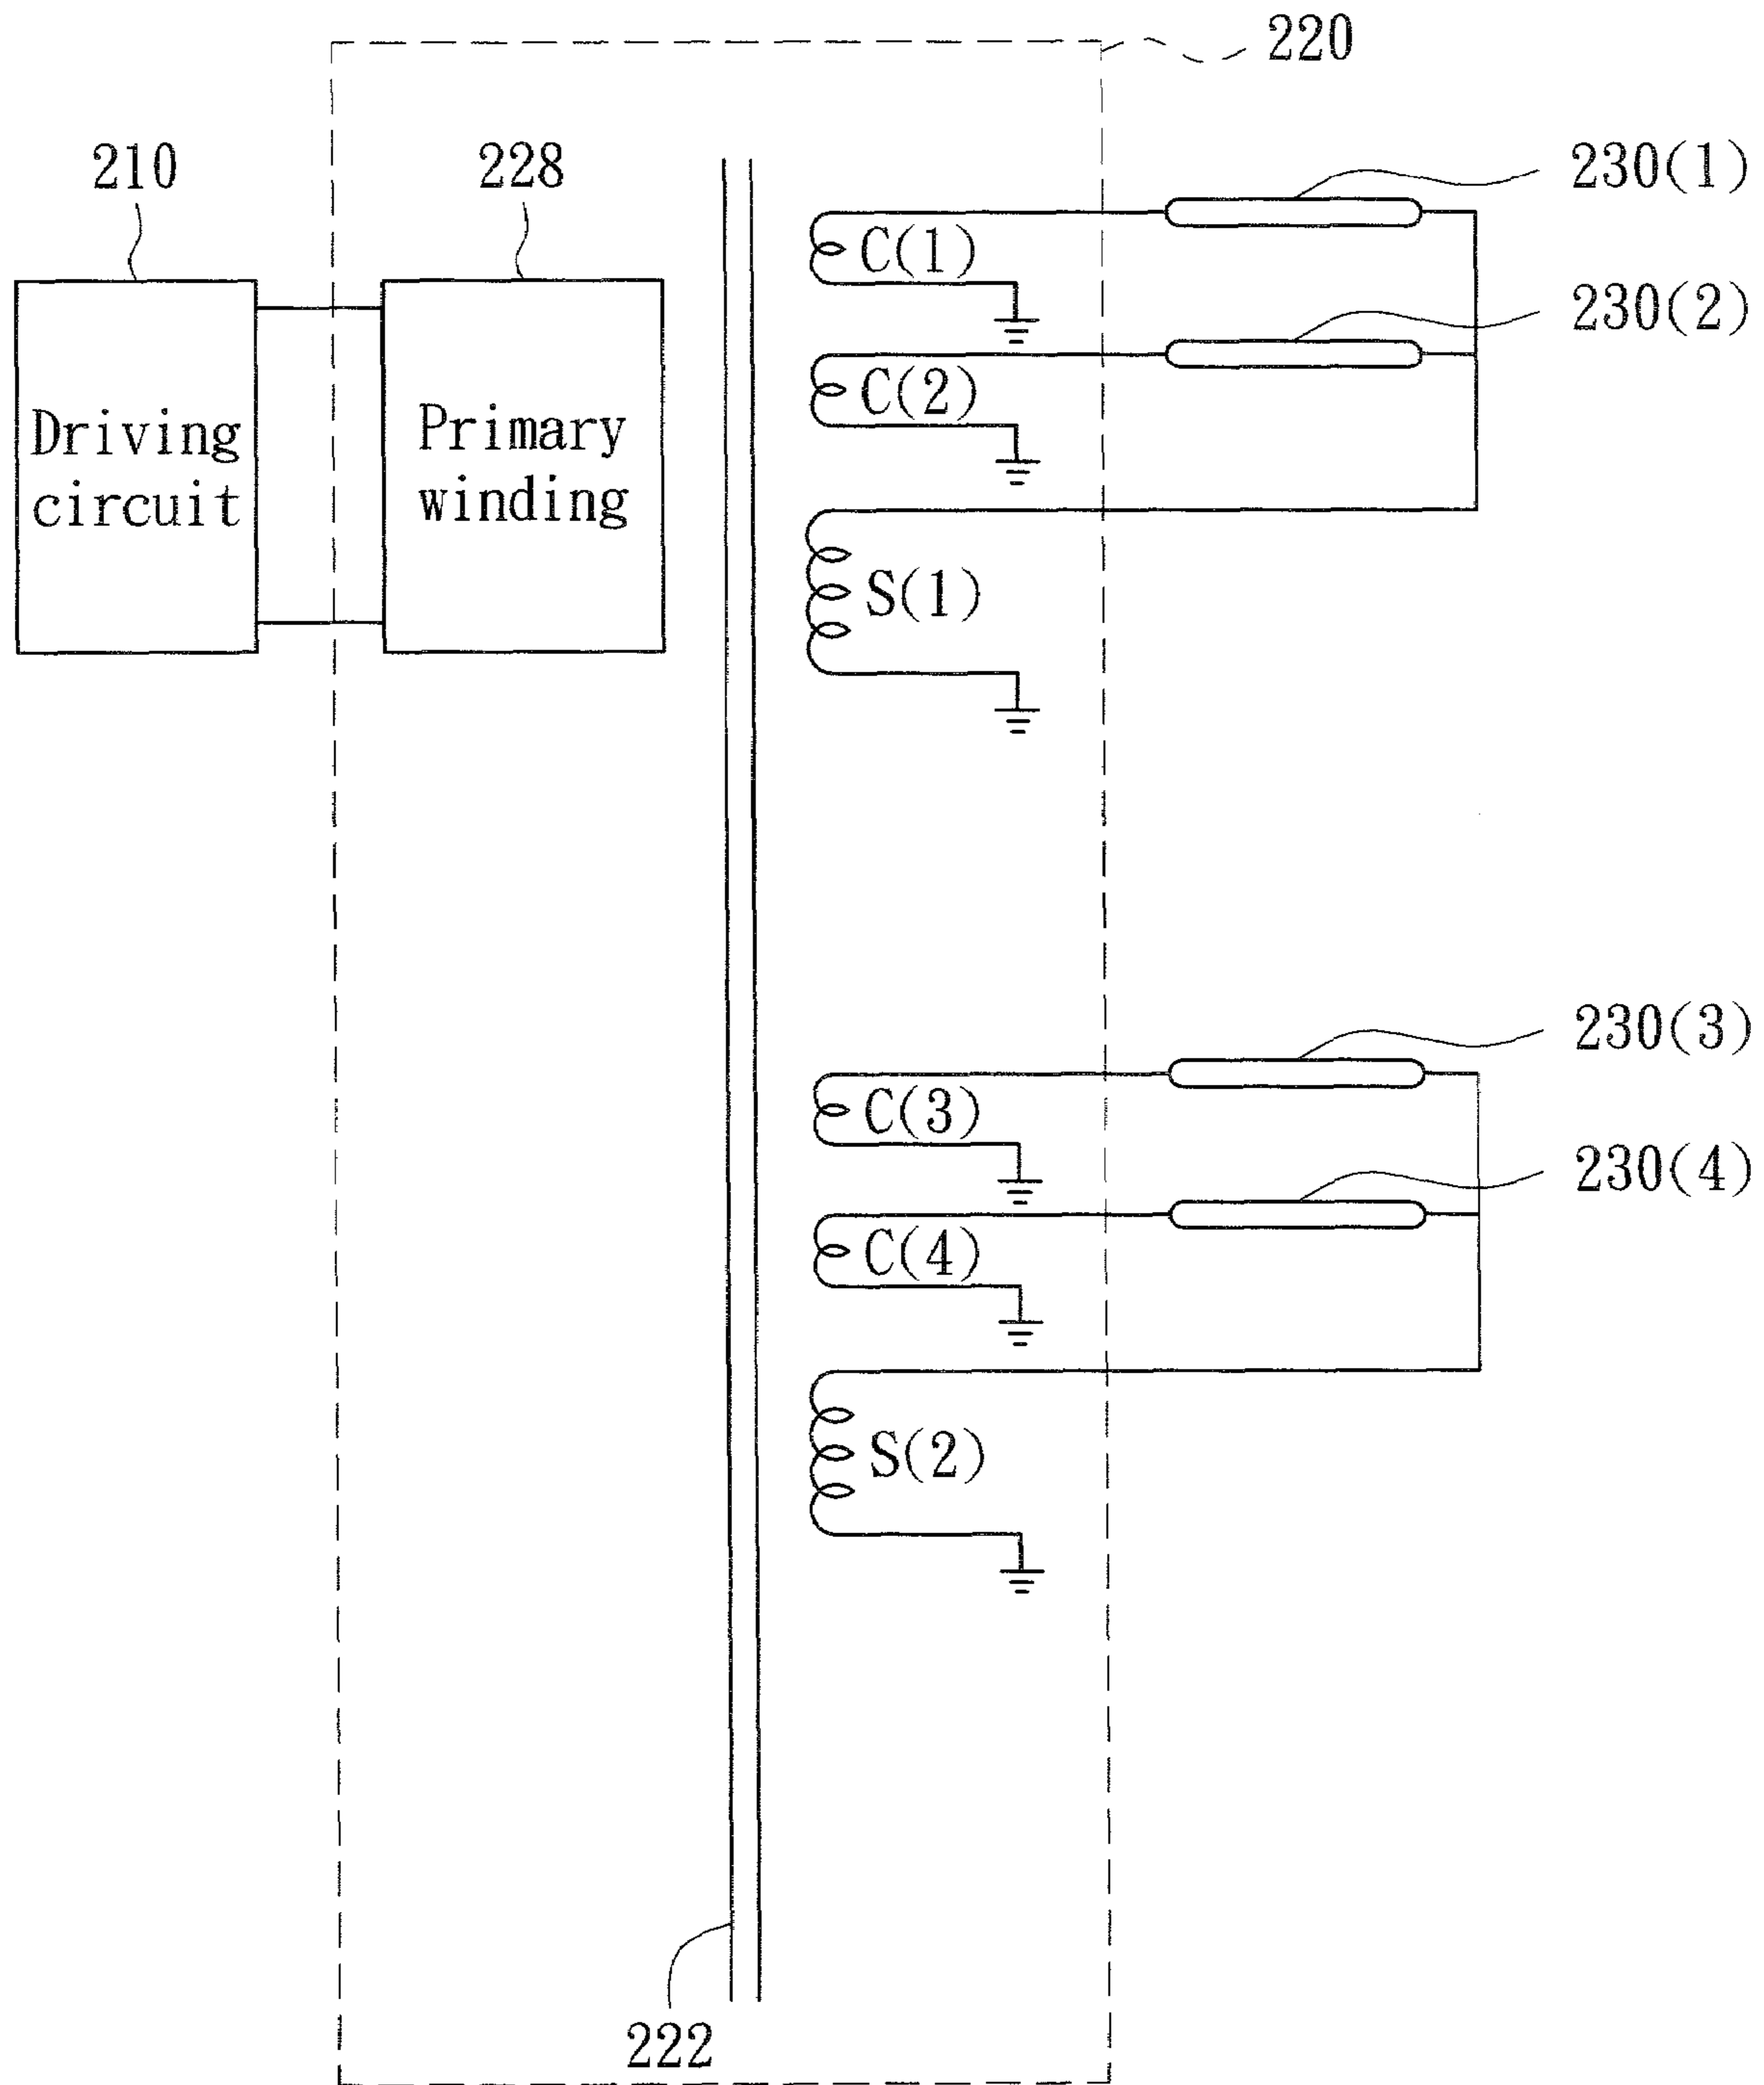 220
210
228
230(1)
C(1)
230(2)
C(2)
Driving
circuit
Primary
winding
S(1)
230(3)
C(3)
230(4)
C(4)
S(2)
222